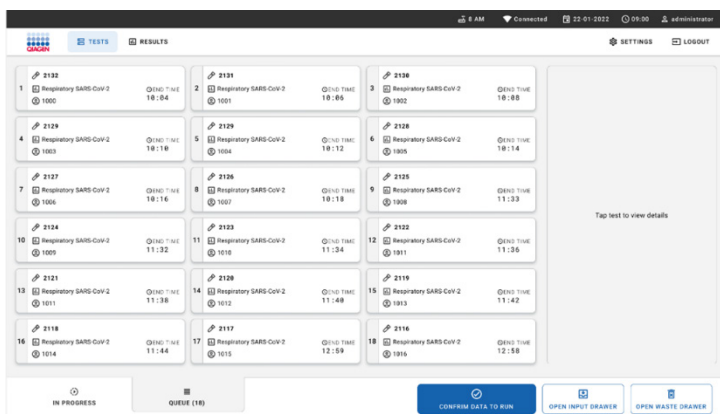 8 AM Connected 22-01-2022 09:00 administrator
QIAGEN TESTS RESULTS SETTINGS LOGOUT
2132 2131 2130
1 Respiratory SARS-CoV-2 END TIME 2 Respiratory SARS-CoV-2 END TIME 3 Respiratory SARS-CoV-2 END TIME
1000 10:04 1001 10:06 1002 10:08
2129 2129 2128
4 Respiratory SARS-CoV-2 END TIME 5 Respiratory SARS-CoV-2 END TIME 6 Respiratory SARS-CoV-2 END TIME
1003 10:10 1004 10:12 1005 10:14
2127 2126 2125
7 Respiratory SARS-CoV-2 END TIME 8 Respiratory SARS-CoV-2 END TIME 9 Respiratory SARS-CoV-2 END TIME
1006 10:16 1007 10:18 1008 11:33
Tap test to view details
2124 2123 2122
10 Respiratory SARS-CoV-2 END TIME 11 Respiratory SARS-CoV-2 END TIME 12 Respiratory SARS-CoV-2 END TIME
1009 11:32 1010 11:34 1011 11:36
2121 2120 2119
13 Respiratory SARS-CoV-2 END TIME 14 Respiratory SARS-CoV-2 END TIME 15 Respiratory SARS-CoV-2 END TIME
1011 11:38 1012 11:40 1013 11:42
2118 2117 2116
16 Respiratory SARS-CoV-2 END TIME 17 Respiratory SARS-CoV-2 END TIME 18 Respiratory SARS-CoV-2 END TIME
1014 11:44 1015 12:59 1016 12:58
IN PROGRESS QUEUE (18) CONFRIM DATA TO RUN OPEN INPUT DRAWER OPEN WASTE DRAWER